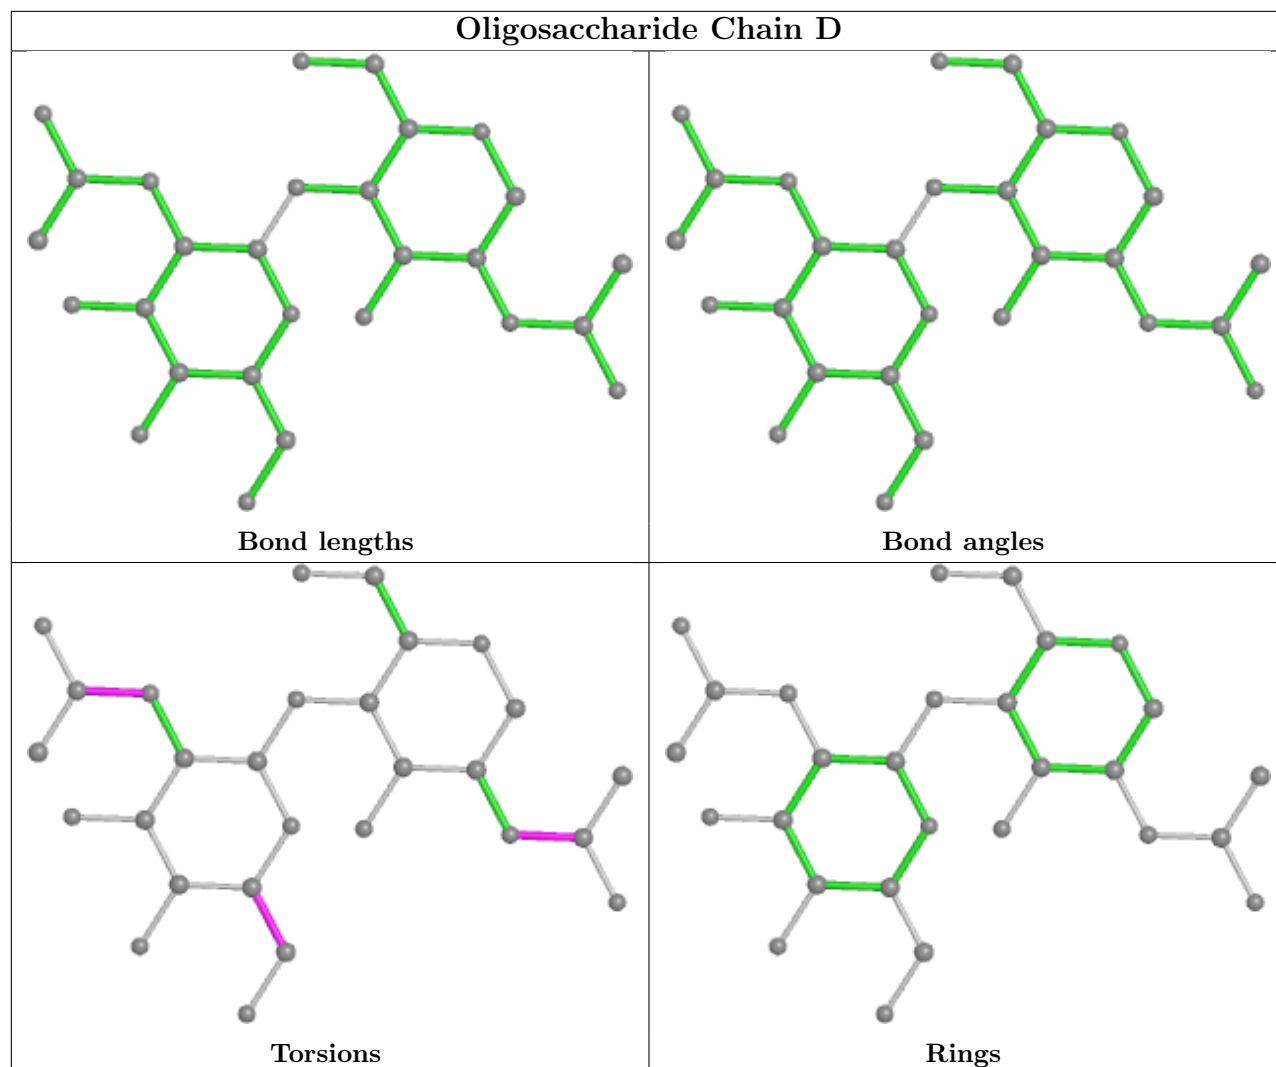 Oligosaccharide Chain D
Bond lengths
Bond angles
Torsions
Rings